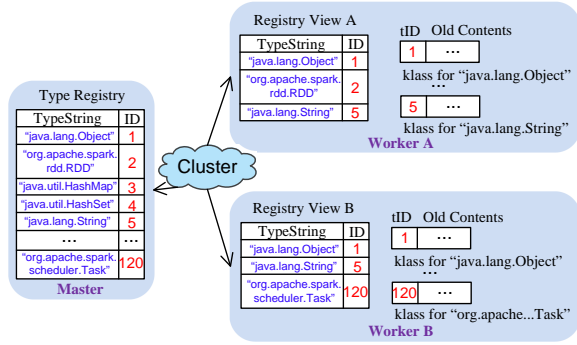 Type Registry
TypeString ID
"java.lang.Object" 1
"org.apache.spark.
rdd.RDD" 2
"java.util.HashMap" 3
"java.util.HashSet" 4
"java.lang.String" 5
... ...
"org.apache.spark.
scheduler.Task" 120
Master
Cluster
Registry View A
TypeString ID
"java.lang.Object" 1
"org.apache.spark.
rdd.RDD" 2
"java.lang.String" 5
tID Old Contents
1 ...
klass for "java.lang.Object"
...
5 ...
klass for "java.lang.String"
Worker A
Registry View B
TypeString ID
"java.lang.Object" 1
"java.lang.String" 5
"org.apache.spark.
scheduler.Task" 120
tID Old Contents
1 ...
klass for "java.lang.Object"
...
120 ...
klass for "org.apache...Task"
Worker B